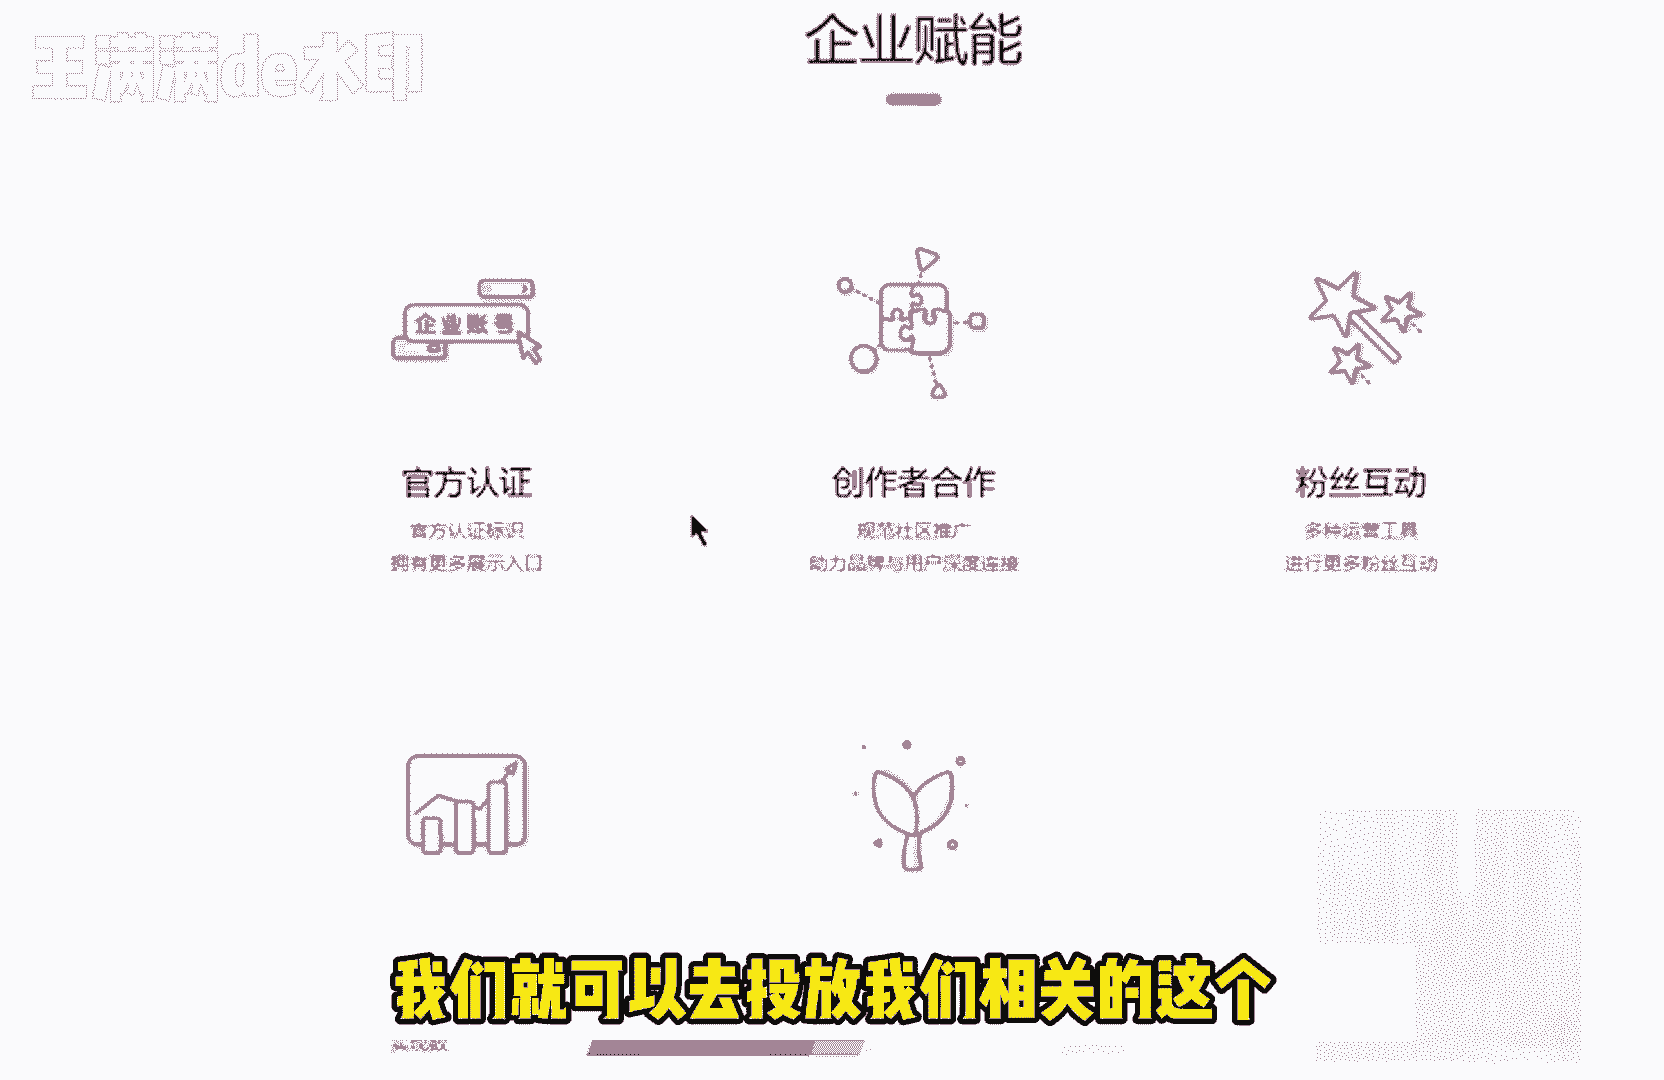 王满满de水印
企业赋能
企业账号
官方认证
创作者合作
粉丝互动
官方认证标识
规范社区推广
多种运营工具
拥有更多展示入口
助力品牌与用户深度连接
进行更多粉丝互动
我们就可以去投放我们相关的这个